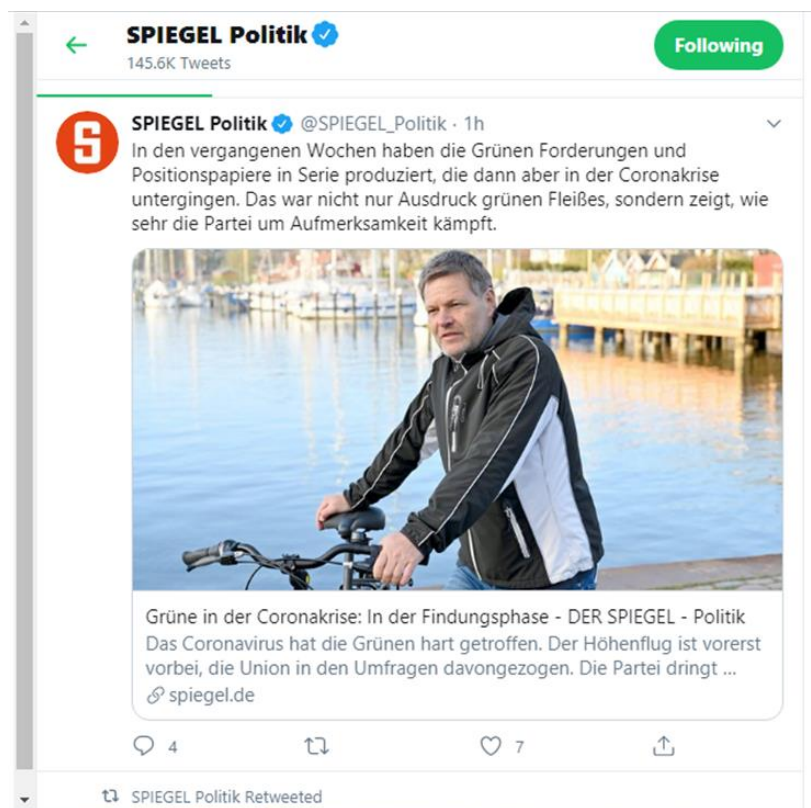 SPIEGEL Politik
145.6K Tweets
Following
S
SPIEGEL Politik @SPIEGEL_Politik · 1h
In den vergangenen Wochen haben die Grünen Forderungen und
Positionspapiere in Serie produziert, die dann aber in der Coronakrise
untergingen. Das war nicht nur Ausdruck grünen Fleißes, sondern zeigt, wie
sehr die Partei um Aufmerksamkeit kämpft.
Grüne in der Coronakrise: In der Findungsphase - DER SPIEGEL - Politik
Das Coronavirus hat die Grünen hart getroffen. Der Höhenflug ist vorerst
vorbei, die Union in den Umfragen davongezogen. Die Partei dringt ...
spiegel.de
4
7
SPIEGEL Politik Retweeted